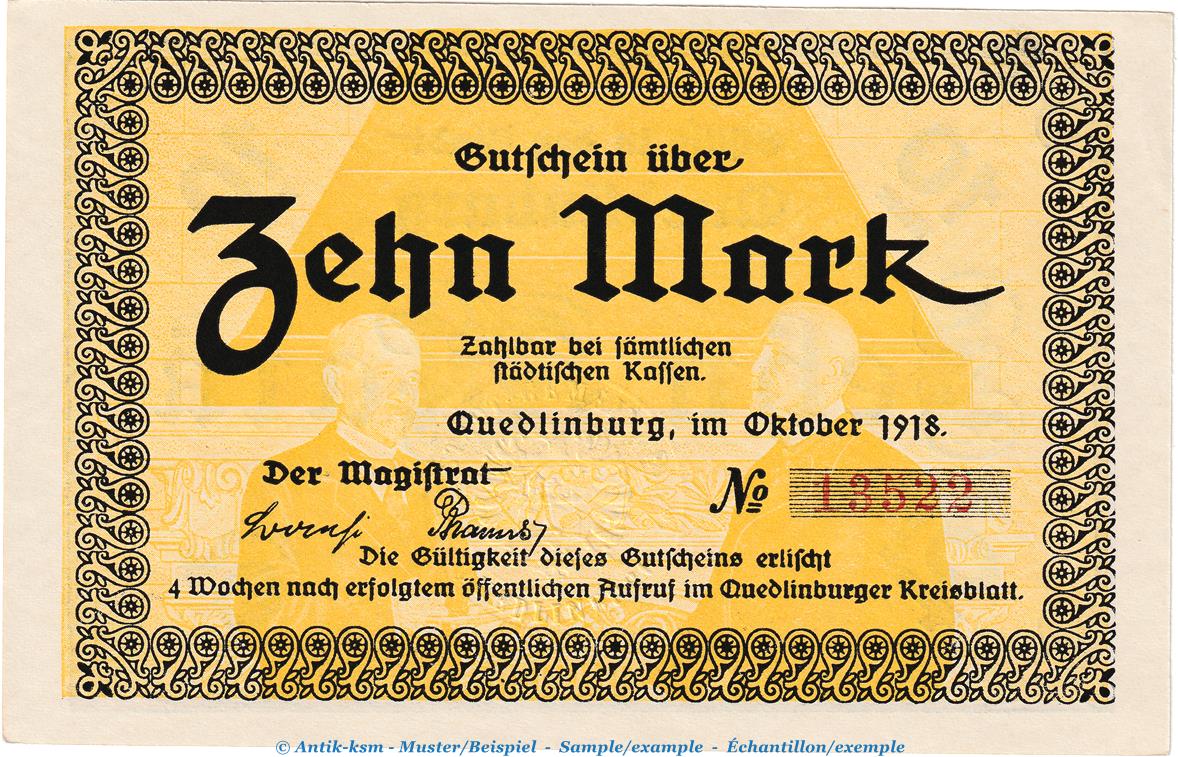 Gutſchein über
Zehn Mark
Zahlbar bei ſämtlichen
ſtädtiſchen Kaſſen.
Quedlinburg, im Oktober 1918.
Der Magiſtrat
No 13522
Die Gültigkeit dieſes Gutſcheins erliſcht
4 Wochen nach erfolgtem öffentlichen Aufruf im Quedlinburger Kreisblatt.
© Antik-ksm - Muster/Beispiel - Sample/example - Échantillon/exemple